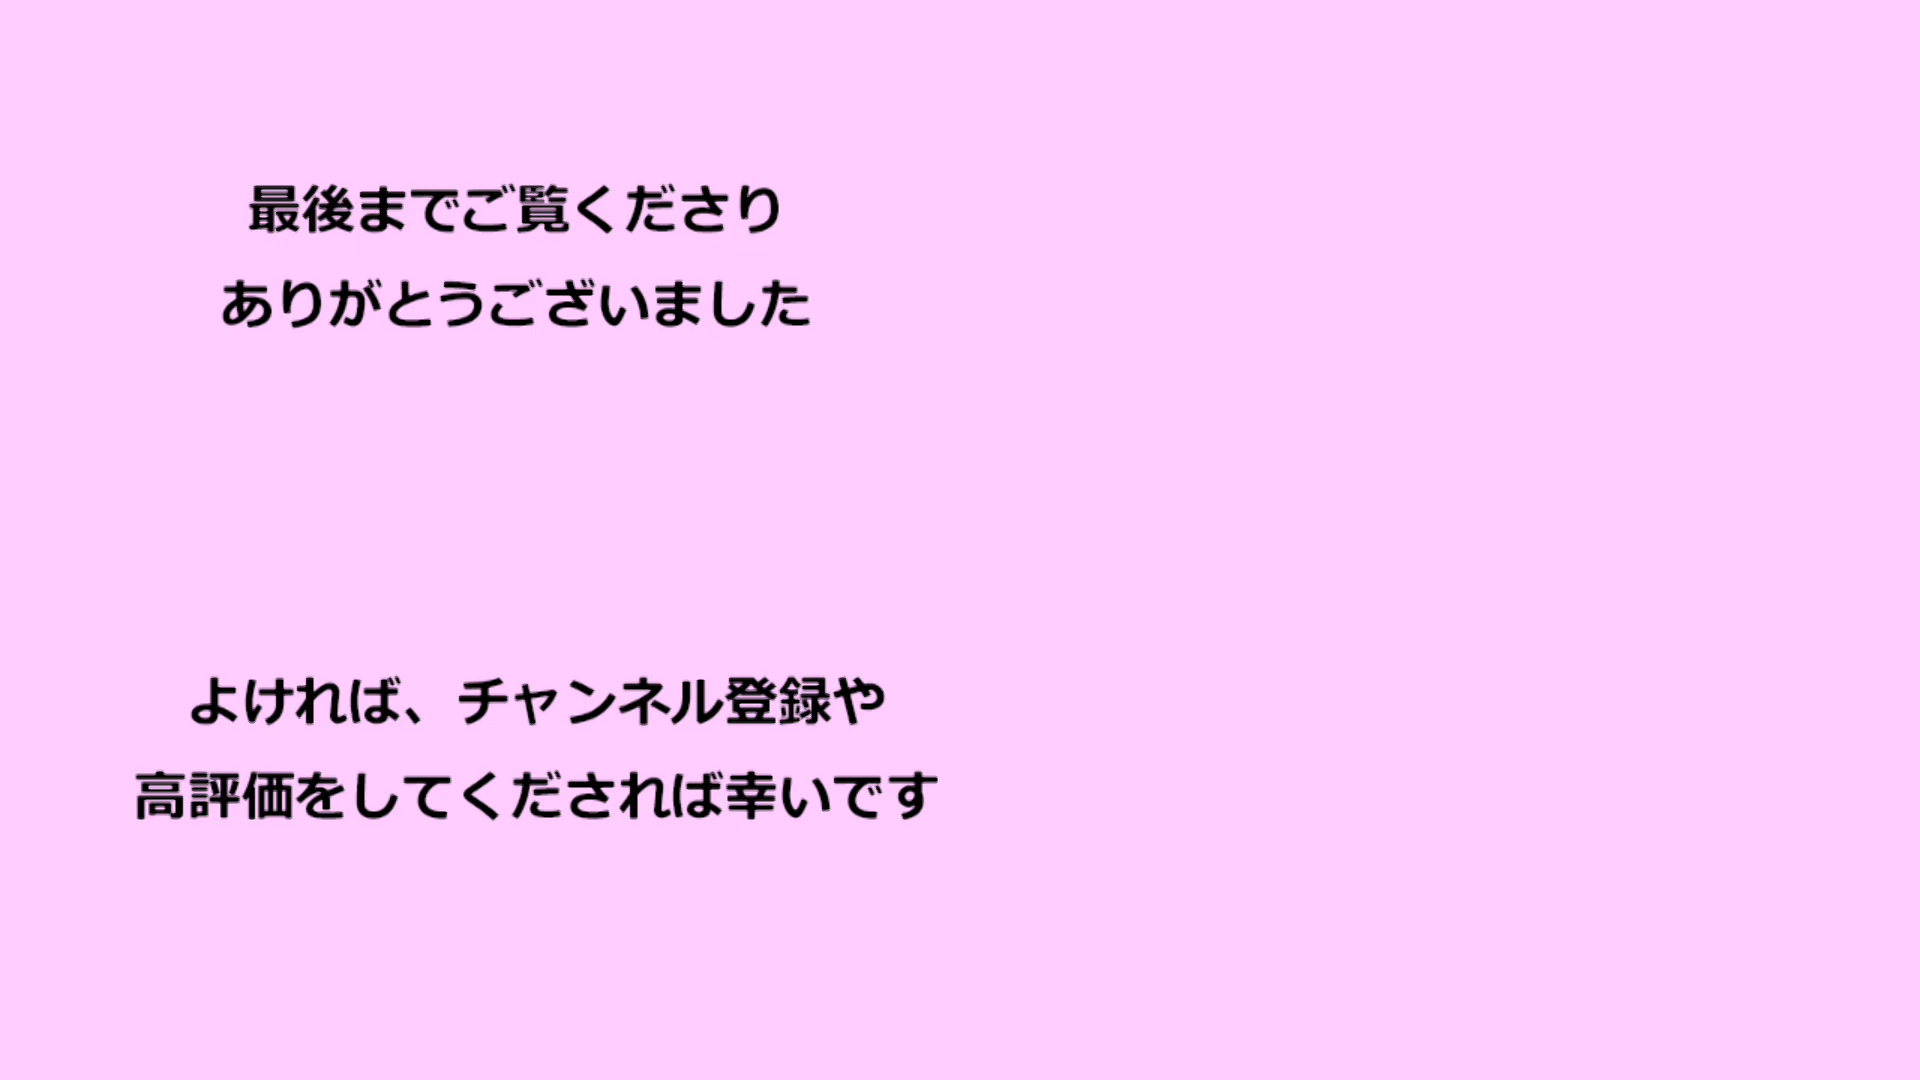 最後までご覧くださり
ありがとうございました
よければ、チャンネル登録や
高評価をしてくだされば幸いです